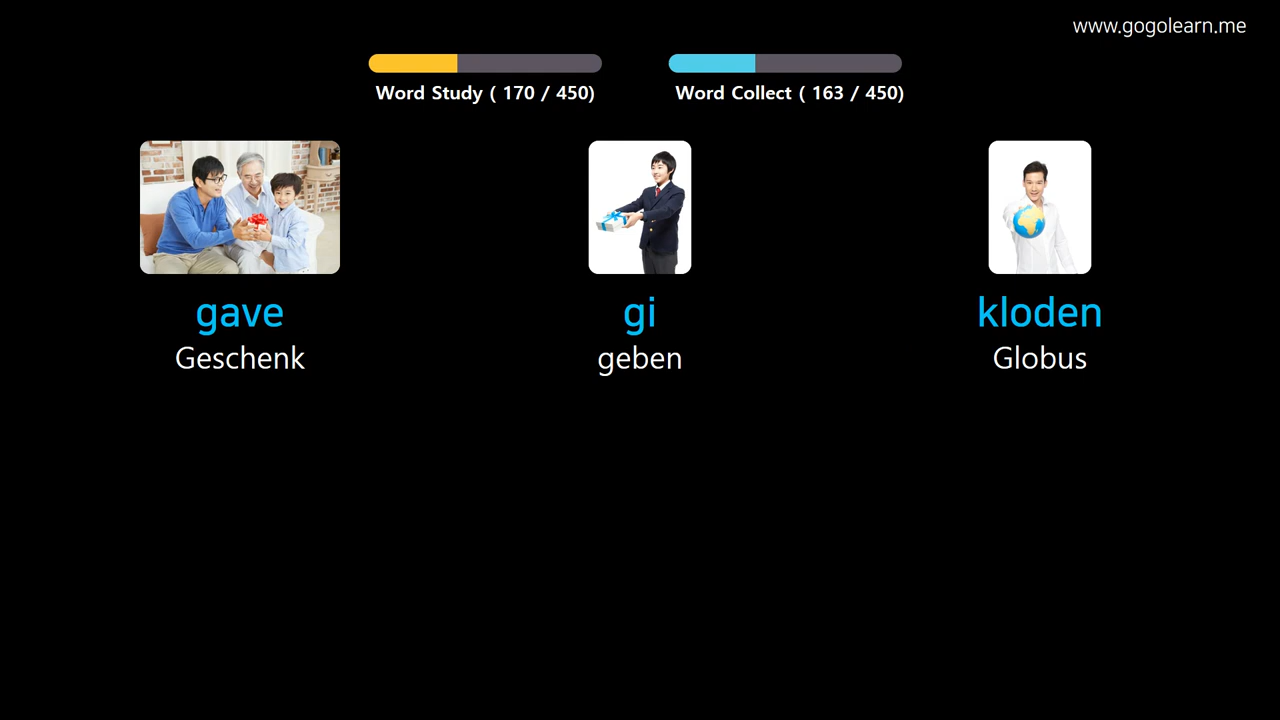 www.gogolearn.me
Word Study ( 170 / 450)
Word Collect ( 163 / 450)
gave
gi
kloden
Geschenk
geben
Globus